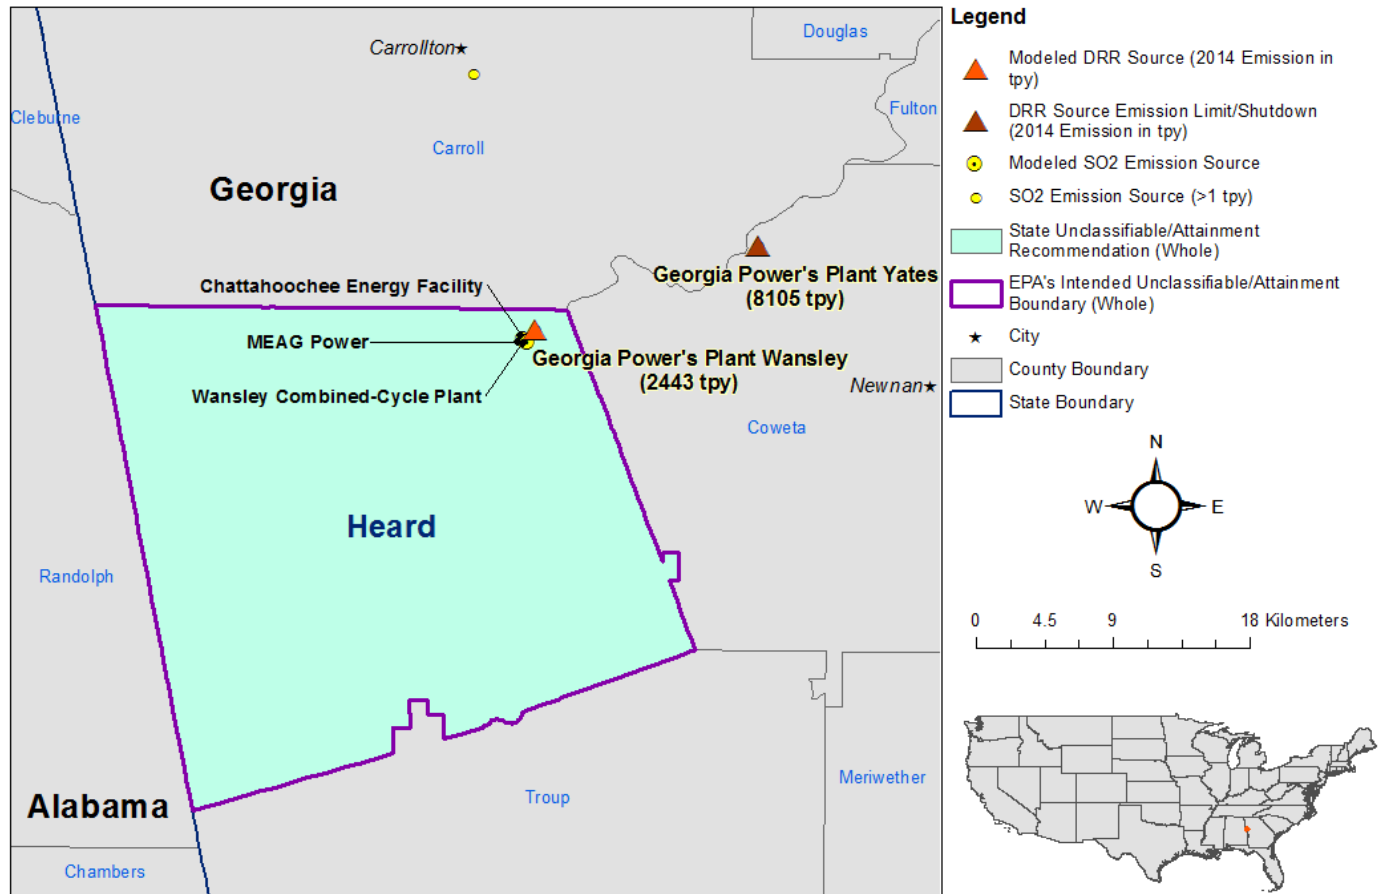 Douglas
Carrollton
Fulton
Cleburne
Carroll
Georgia
Georgia Power's Plant Yates
(8105 tpy)
Chattahoochee Energy Facility
MEAG Power
Georgia Power's Plant Wansley
(2443 tpy)
Wansley Combined-Cycle Plant
Newnan
Coweta
Heard
Randolph
Alabama
Troup
Meriwether
Chambers
Legend
Modeled DRR Source (2014 Emission in
tpy)
DRR Source Emission Limit/Shutdown
(2014 Emission in tpy)
Modeled SO2 Emission Source
SO2 Emission Source (>1 tpy)
State Unclassifiable/Attainment
Recommendation (Whole)
EPA's Intended Unclassifiable/Attainment
Boundary (Whole)
City
County Boundary
State Boundary
N
W E
S
0 4.5 9 18 Kilometers